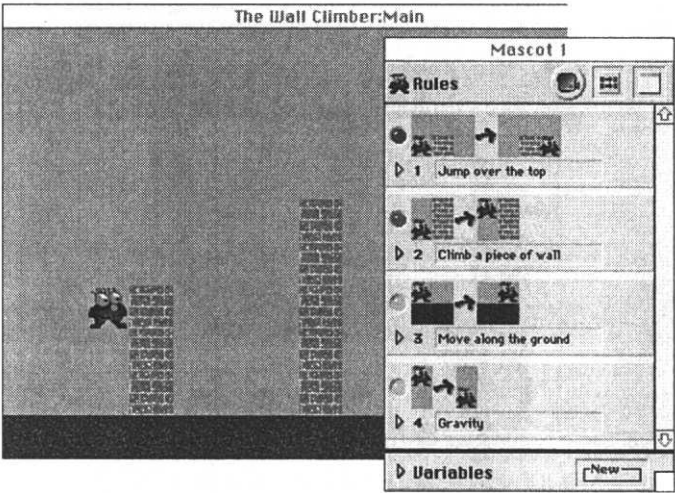 The Wall Climber:Main
Mascot 1
Rules
1 Jump over the top
2 Climb a piece of wall
3 Move along the ground
4 Gravity
Variables
New